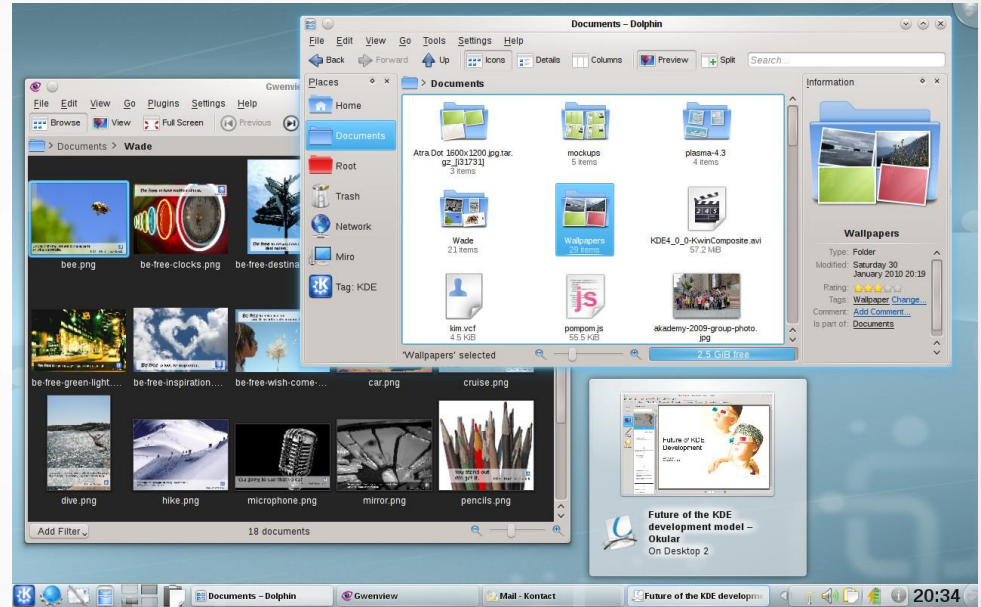 Documents – Dolphin
File Edit View Go Tools Settings Help
Back Forward Up Icons Details Columns Preview Split Search...
Places
Home
Documents
Root
Trash
Network
Miro
Tag: KDE
> Documents
Atra Dot 1600x1200.jpg.tar.
gz_[i31731]
3 items
mockups
5 items
plasma-4.3
4 items
Wade
21 items
Wallpapers
29 items
KDE4_0_0-KwinComposite.avi
57.2 MiB
kim.vcf
4.5 KiB
js
pompom.js
55.5 KiB
akademy-2009-group-photo.
jpg
'Wallpapers' selected
2.5 GiB free
Information
Wallpapers
Type: Folder
Modified: Saturday 30
January 2010 20:19
Rating:
Tags: Wallpaper Change...
Comment: Add Comment...
Is part of: Documents
Gwenvie
File Edit View Go Plugins Settings Help
Browse View Full Screen Previous
> Documents > Wade
bee.png
be-free-clocks.png
be-free-destina
be-free-green-light....
be-free-inspiration....
be-free-wish-come-...
car.png
cruise.png
dive.png
hike.png
microphone.png
mirror.png
pencils.png
Add Filter
18 documents
Future of KDE
Development
Future of the KDE
development model –
Okular
On Desktop 2
Documents – Dolphin
Gwenview
Mail - Kontact
Future of the KDE developm
20:34